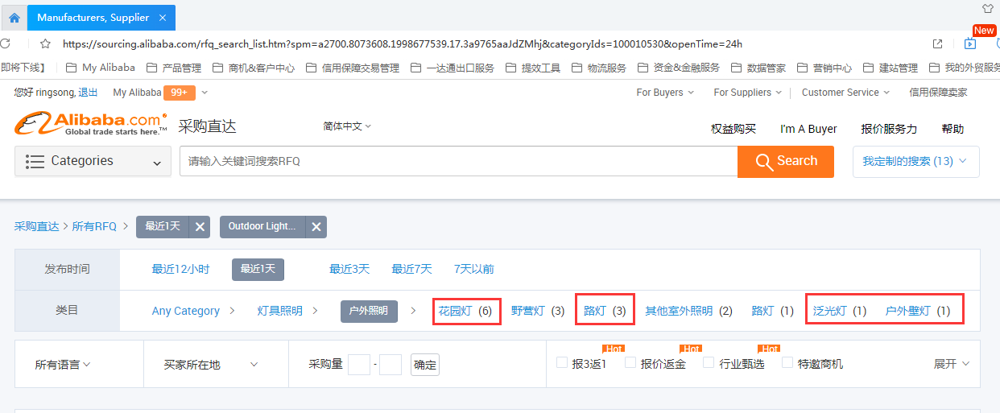 Manufacturers, Supplier
New
https://sourcing.alibaba.com/rfq_search_list.htm?spm=a2700.8073608.1998677539.17.3a9765aaJdZMhj&categoryIds=100010530&openTime=24h
即将下线】 My Alibaba 产品管理 商机&客户中心 信用保障交易管理 一达通出口服务 提效工具 物流服务 资金&金融服务 数据管家 营销中心 建站管理 我的外贸服务
您好 ringsong, 退出 My Alibaba 99+ For Buyers For Suppliers Customer Service 信用保障卖家
Alibaba.com®
Global trade starts here.™
采购直达 简体中文 权益购买 I'm A Buyer 报价服务力 帮助
Categories 请输入关键词搜索RFQ Search 我定制的搜索 (13)
采购直达 > 所有RFQ > 最近1天 × Outdoor Light... ×
发布时间 最近12小时 最近1天 最近3天 最近7天 7天以前
类目 Any Category > 灯具照明 > 户外照明 > 花园灯 (6) 野营灯 (3) 路灯 (3) 其他室外照明 (2) 路灯 (1) 泛光灯 (1) 户外壁灯 (1)
Hot Hot Hot
所有语言 买家所在地 采购量 - 确定 报3返1 报价返金 行业甄选 特邀商机 展开